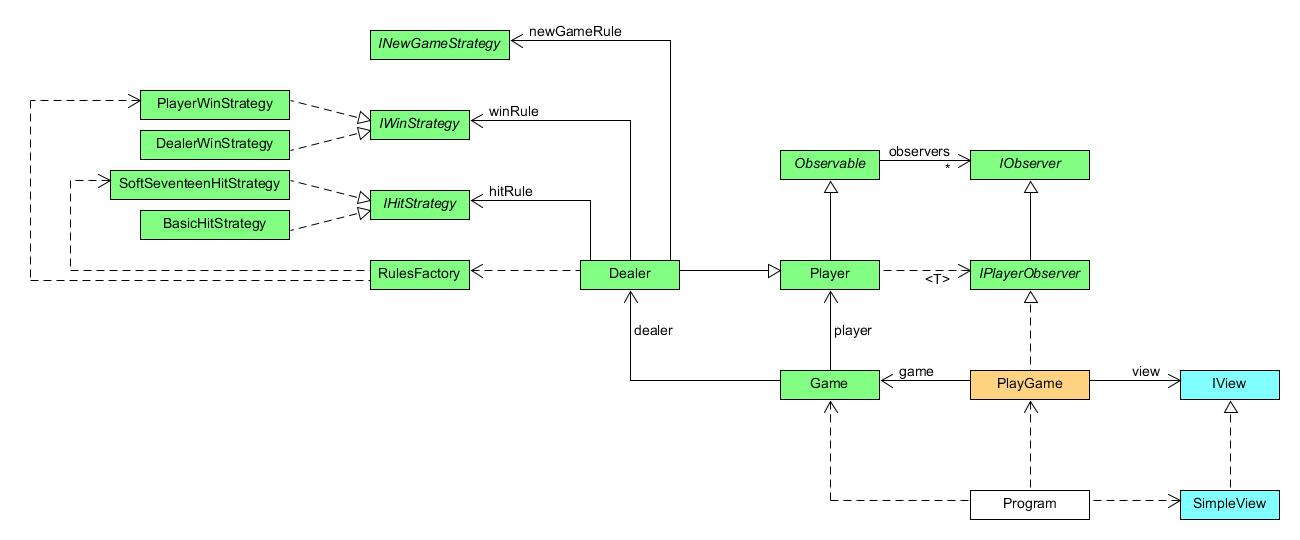 newGameRule
INewGameStrategy
PlayerWinStrategy
winRule
IWinStrategy
DealerWinStrategy
observers
Observable
*
IObserver
SoftSeventeenHitStrategy
hitRule
IHitStrategy
BasicHitStrategy
RulesFactory
Dealer
Player
<T>
IPlayerObserver
dealer
player
game
view
Game
PlayGame
IView
Program
SimpleView